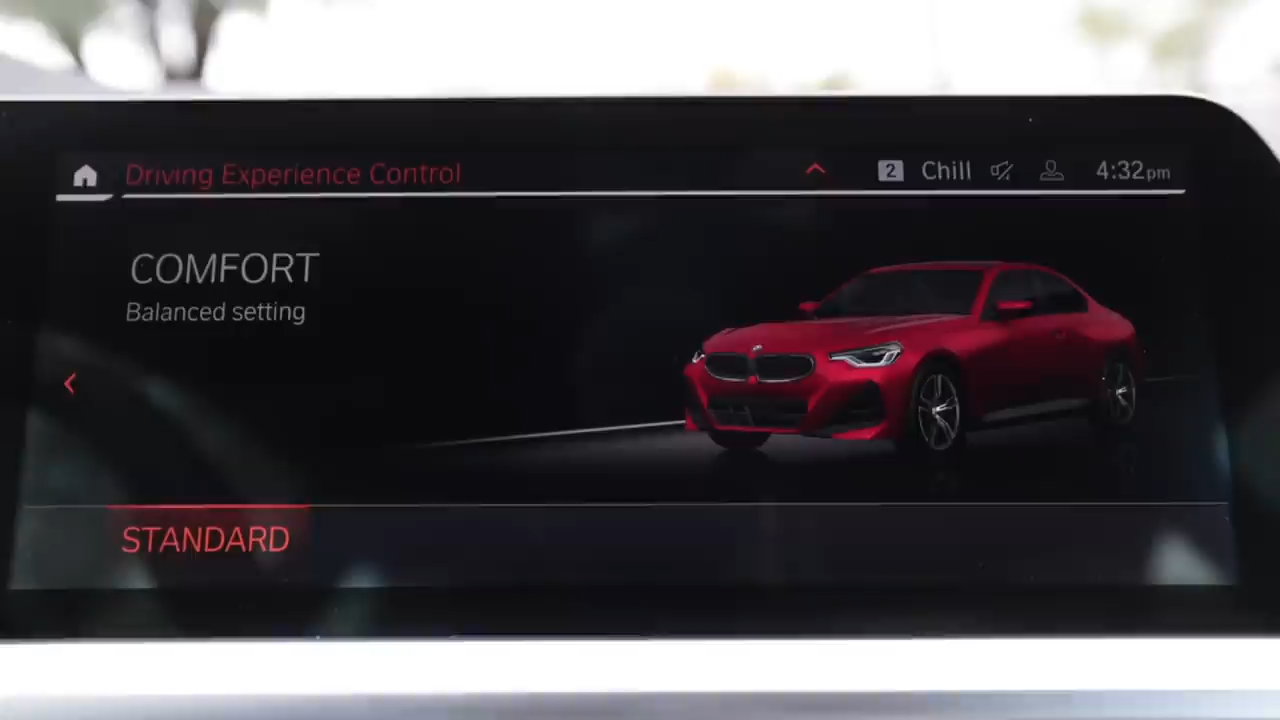 Driving Experience Control
2 Chill 4:32pm
COMFORT
Balanced setting
STANDARD